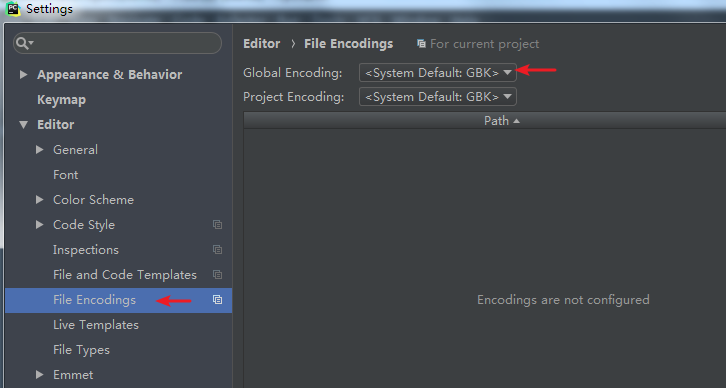 PC
Settings
Editor › File Encodings For current project
Appearance & Behavior
Global Encoding: <System Default: GBK>
Keymap
Project Encoding: <System Default: GBK>
Editor
Path
General
Font
Color Scheme
Code Style
Inspections
File and Code Templates
File Encodings
Encodings are not configured
Live Templates
File Types
Emmet